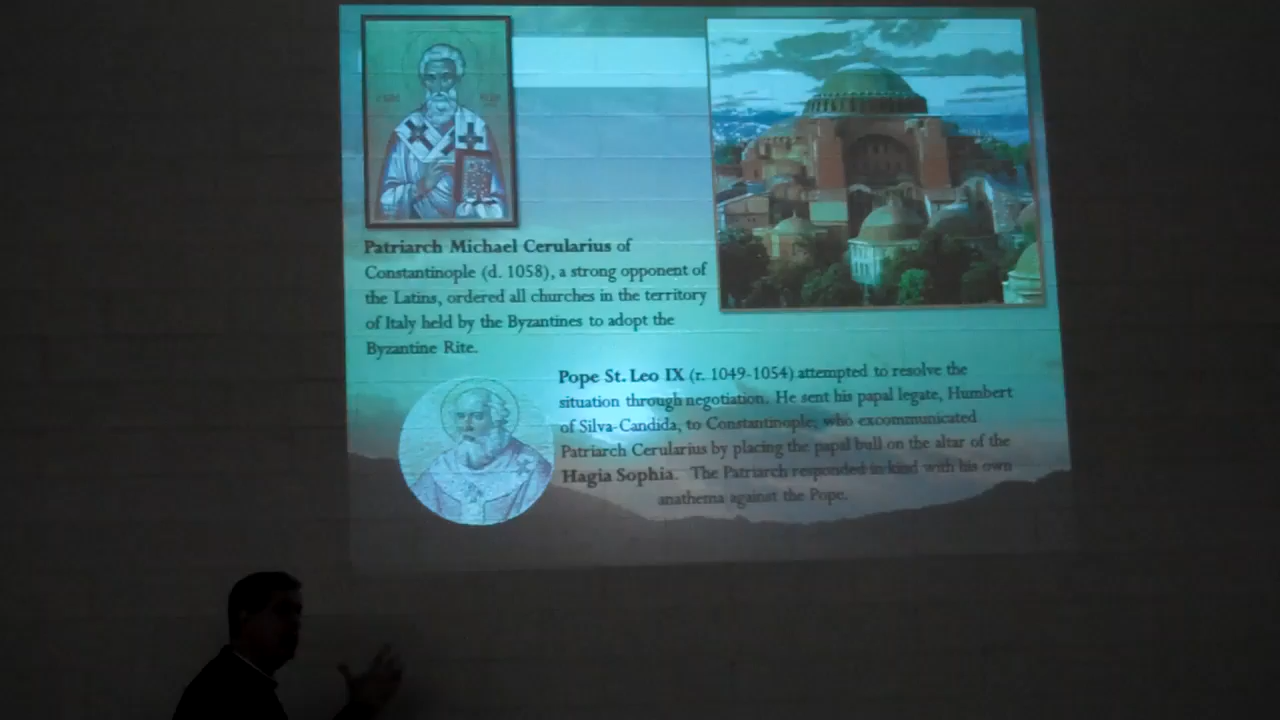 Patriarch Michael Cerularius of
Constantinople (d. 1058), a strong opponent of
the Latins, ordered all churches in the territory
of Italy held by the Byzantines to adopt the
Byzantine Rite.
Pope St. Leo IX (r. 1049-1054) attempted to resolve the
situation through negotiation. He sent his papal legate, Humbert
of Silva-Candida, to Constantinople; who excommunicated
Patriarch Cerularius by placing the papal bull on the altar of the
Hagia Sophia. The Patriarch responded in kind with his own
anathema against the Pope.